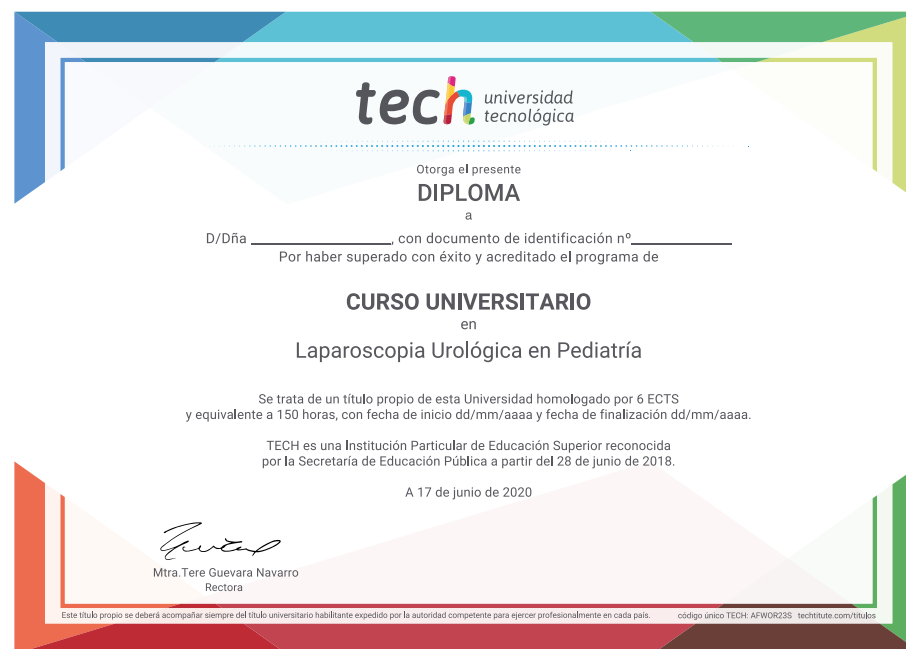 tech universidad
tecnológica
Otorga el presente
DIPLOMA
a
D/Dña ____________________, con documento de identificación nº______________
Por haber superado con éxito y acreditado el programa de
CURSO UNIVERSITARIO
en
Laparoscopia Urológica en Pediatría
Se trata de un título propio de esta Universidad homologado por 6 ECTS
y equivalente a 150 horas, con fecha de inicio dd/mm/aaaa y fecha de finalización dd/mm/aaaa.
TECH es una Institución Particular de Educación Superior reconocida
por la Secretaría de Educación Pública a partir del 28 de junio de 2018.
A 17 de junio de 2020
Mtra.Tere Guevara Navarro
Rectora
Este título propio se deberá acompañar siempre del título universitario habilitante expedido por la autoridad competente para ejercer profesionalmente en cada país. código único TECH: AFWOR23S techtitute.com/titulos